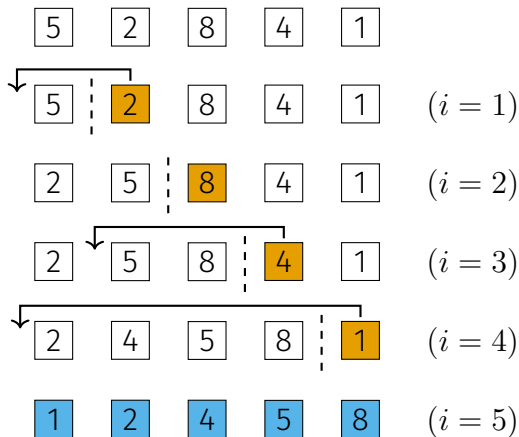 5 2 8 4 1
5 2 8 4 1 (i = 1)
2 5 8 4 1 (i = 2)
2 5 8 4 1 (i = 3)
2 4 5 8 1 (i = 4)
1 2 4 5 8 (i = 5)